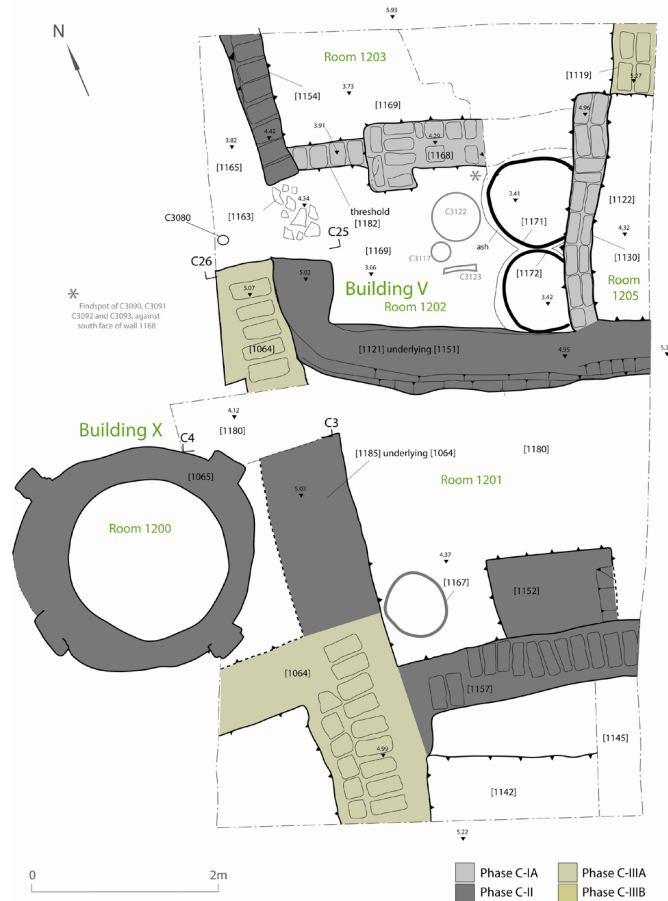 5.93
N
Room 1203
[1119]
5.27
[1154]
3.73
[1169]
4.96
3.82
4.42
3.91
4.29
[1168]
[1165]
3.41
[1122]
[1163]
4.34
threshold
[1182]
C3122
[1171]
4.32
C3080
C25
ash
[1130]
C26
[1169]
C3117
[1172]
Room
1205
5.02
3.66
C3123
5.07
Building V
Room 1202
3.42
Findspot of C3090, C3091
C3092 and C3093, against
south face of wall 1168
[1064]
[1121] underlying [1151]
4.95
5.3
4.12
[1180]
Building X
C4
C3
[1180]
[1185] underlying [1064]
[1065]
Room 1201
5.03
Room 1200
4.37
[1167]
[1152]
[1064]
[1157]
4.99
[1145]
[1142]
5.22
0
2m
Phase C-IA
Phase C-IIIA
Phase C-II
Phase C-IIIB